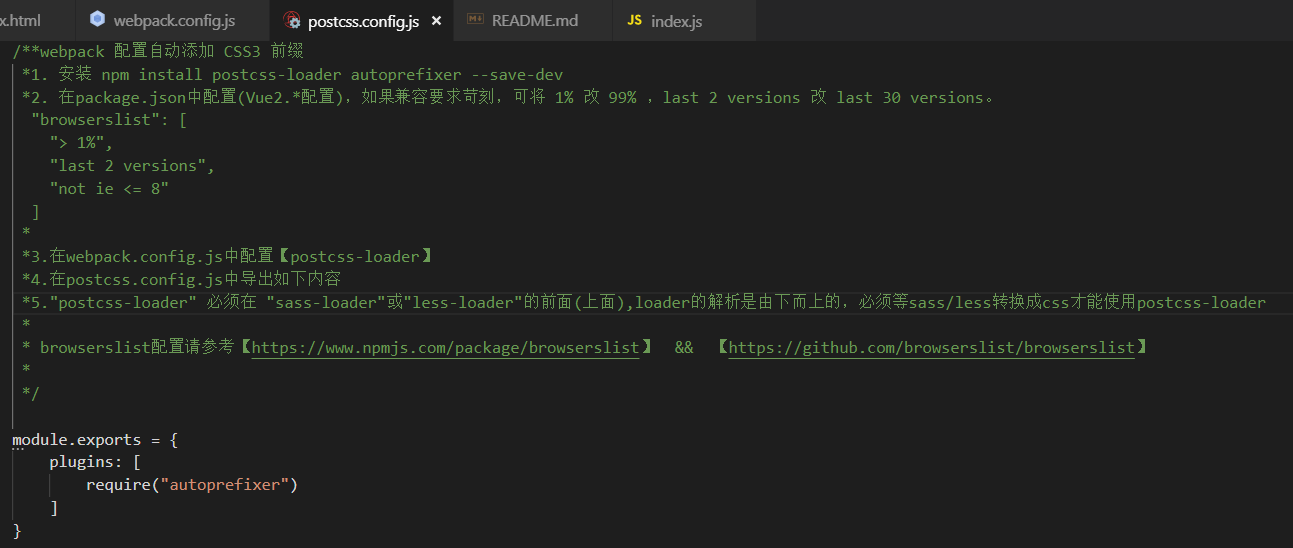 x.html webpack.config.js postcss.config.js × README.md JS index.js
/**webpack 配置自动添加 CSS3 前缀
*1. 安装 npm install postcss-loader autoprefixer --save-dev
*2. 在package.json中配置(Vue2.*配置)，如果兼容要求苛刻，可将 1% 改 99% ，last 2 versions 改 last 30 versions。
"browserslist": [
"> 1%",
"last 2 versions",
"not ie <= 8"
]
*
*3.在webpack.config.js中配置【postcss-loader】
*4.在postcss.config.js中导出如下内容
*5."postcss-loader" 必须在 "sass-loader"或"less-loader"的前面(上面),loader的解析是由下而上的，必须等sass/less转换成css才能使用postcss-loader
*
* browserslist配置请参考【https://www.npmjs.com/package/browserslist】 && 【https://github.com/browserslist/browserslist】
*
*/
module.exports = {
plugins: [
require("autoprefixer")
]
}